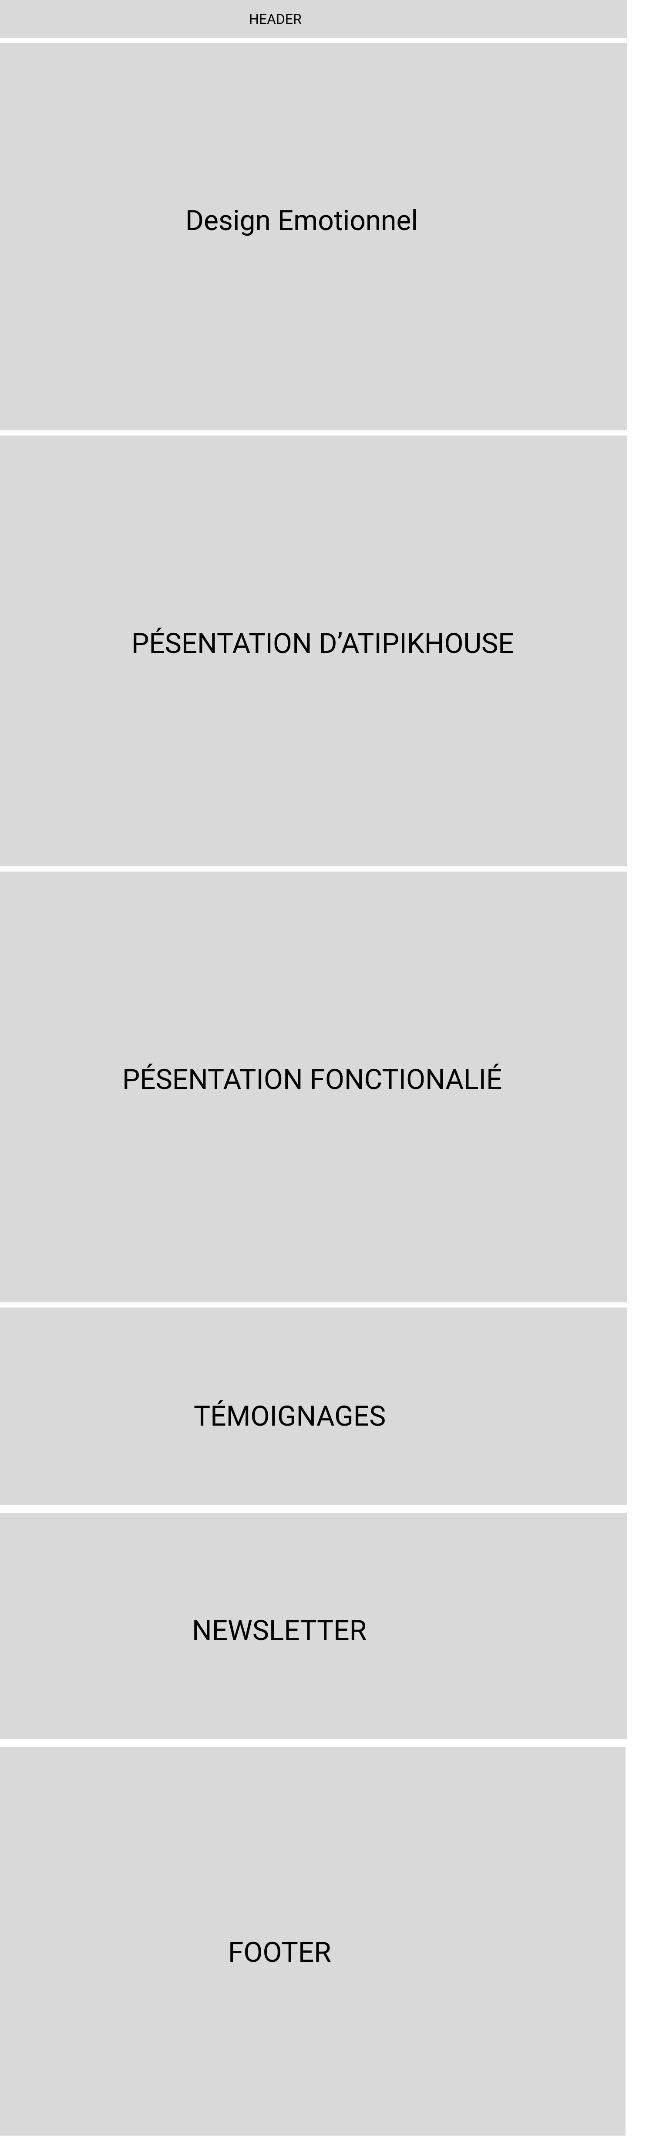 HEADER
Design Emotionnel
PÉSENTATION D’ATIPIKHOUSE
PÉSENTATION FONCTIONALIÉ
TÉMOIGNAGES
NEWSLETTER
FOOTER